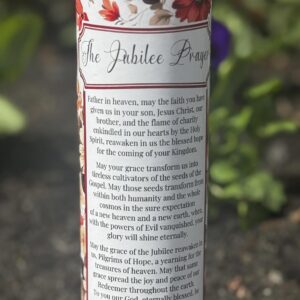 The Jubilee Prayer
Father in heaven, may the faith you have
given us in your son, Jesus Christ, our
brother, and the flame of charity
enkindled in our hearts by the Holy
Spirit, reawaken in us the blessed hope
for the coming of your Kingdom.
May your grace transform us into
tireless cultivators of the seeds of the
Gospel. May those seeds transform from
within both humanity and the whole
cosmos in the sure expectation
of a new heaven and a new earth, when,
with the powers of Evil vanquished, your
glory will shine eternally.
May the grace of the Jubilee reawaken in
us, Pilgrims of Hope, a yearning for the
treasures of heaven. May that same
grace spread the joy and peace of our
Redeemer throughout the earth.
To you our God, eternally blessed, be